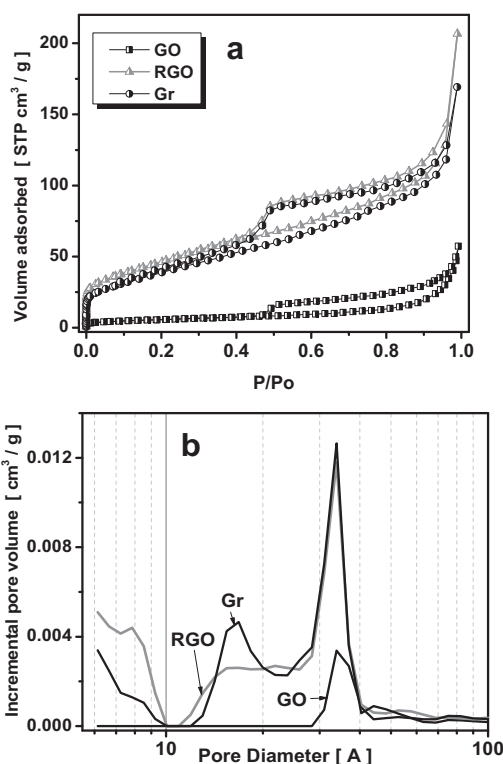 a
GO
RGO
Gr
200
150
100
50
0
Volume adsorbed [ STP cm³ / g ]
0.0 0.2 0.4 0.6 0.8 1.0
P/Po
b
0.012
0.008
0.004
0.000
Incremental pore volume [ cm³ / g ]
Gr
RGO
GO
10 100
Pore Diameter [ A ]